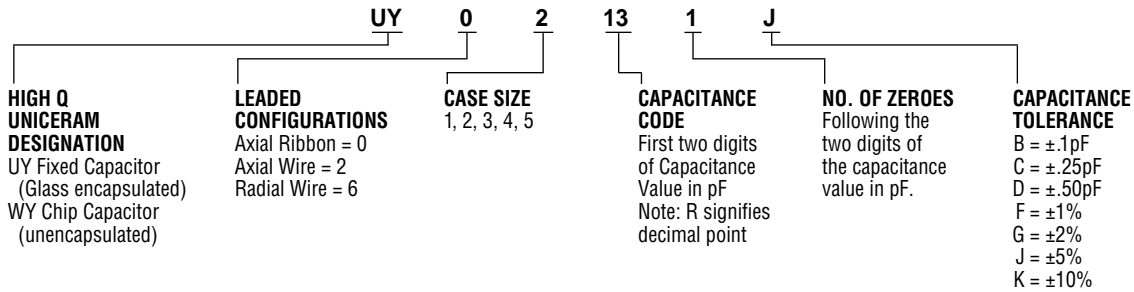 UY 0 2 13 1 J
HIGH Q
UNICERAM
DESIGNATION
UY Fixed Capacitor
(Glass encapsulated)
WY Chip Capacitor
(unencapsulated)
LEADED
CONFIGURATIONS
Axial Ribbon = 0
Axial Wire = 2
Radial Wire = 6
CASE SIZE
1, 2, 3, 4, 5
CAPACITANCE
CODE
First two digits
of Capacitance
Value in pF
Note: R signifies
decimal point
NO. OF ZEROES
Following the
two digits of
the capacitance
value in pF.
CAPACITANCE
TOLERANCE
B = ±.1pF
C = ±.25pF
D = ±.50pF
F = ±1%
G = ±2%
J = ±5%
K = ±10%